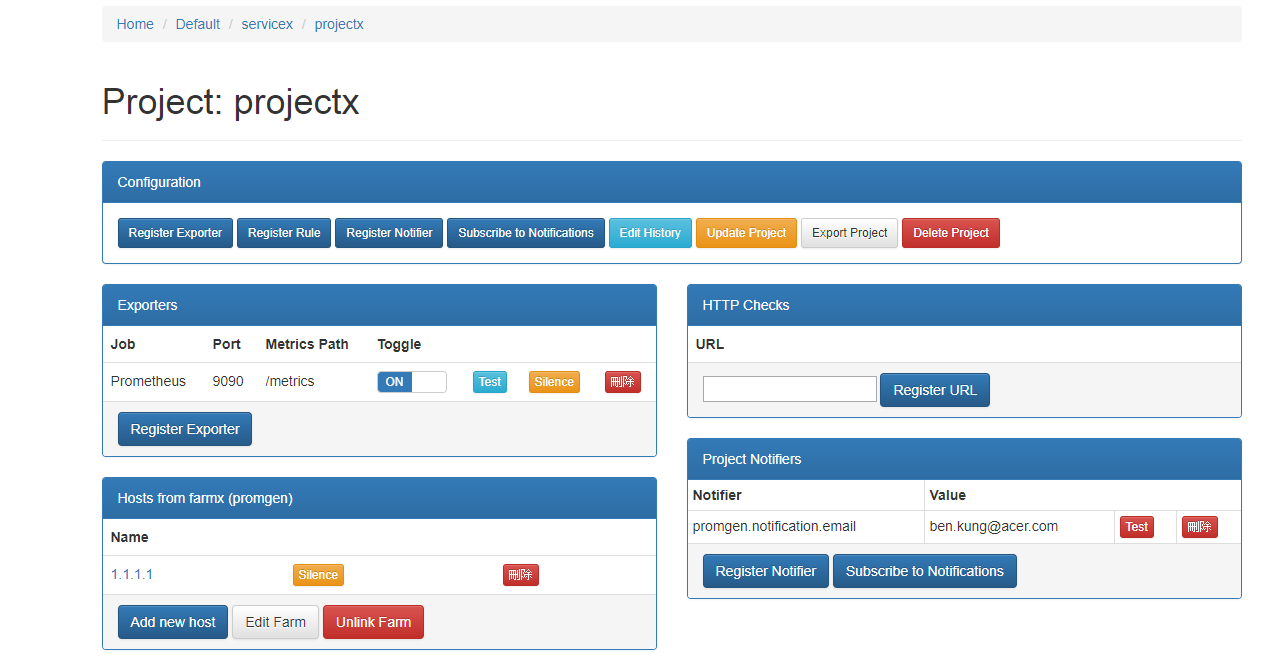 Home / Default / servicex / projectx
Project: projectx
Configuration
Register Exporter Register Rule Register Notifier Subscribe to Notifications Edit History Update Project Export Project Delete Project
Exporters
Job Port Metrics Path Toggle
Prometheus 9090 /metrics ON Test Silence 刪除
Register Exporter
Hosts from farmx (promgen)
Name
1.1.1.1 Silence 刪除
Add new host Edit Farm Unlink Farm
HTTP Checks
URL
Register URL
Project Notifiers
Notifier Value
promgen.notification.email ben.kung@acer.com Test 刪除
Register Notifier Subscribe to Notifications